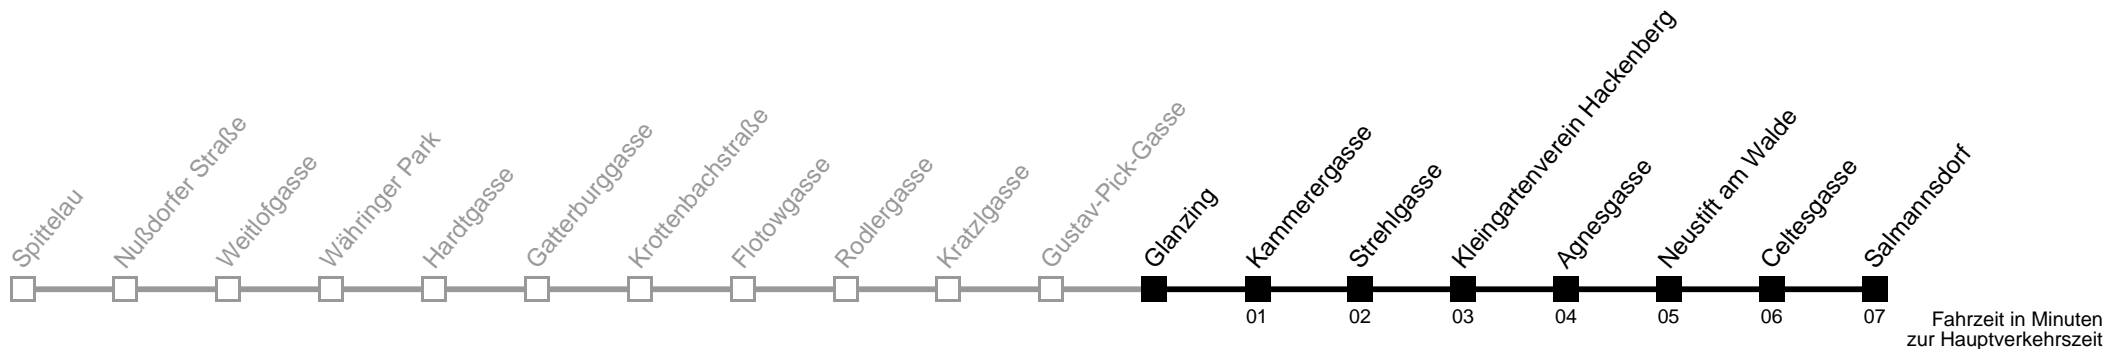 Spittelau
Nußdorfer Straße
Weitlofgasse
Währinger Park
Hardtgasse
Gatterburggasse
Krottenbachstraße
Flotowgasse
Rodlergasse
Kratzlgasse
Gustav-Pick-Gasse
Glanzing
Kammerergasse
Strehlgasse
Kleingartenverein Hackenberg
Agnesgasse
Neustift am Walde
Celtesgasse
Salmannsdorf
01 02 03 04 05 06 07
Fahrzeit in Minuten
zur Hauptverkehrszeit